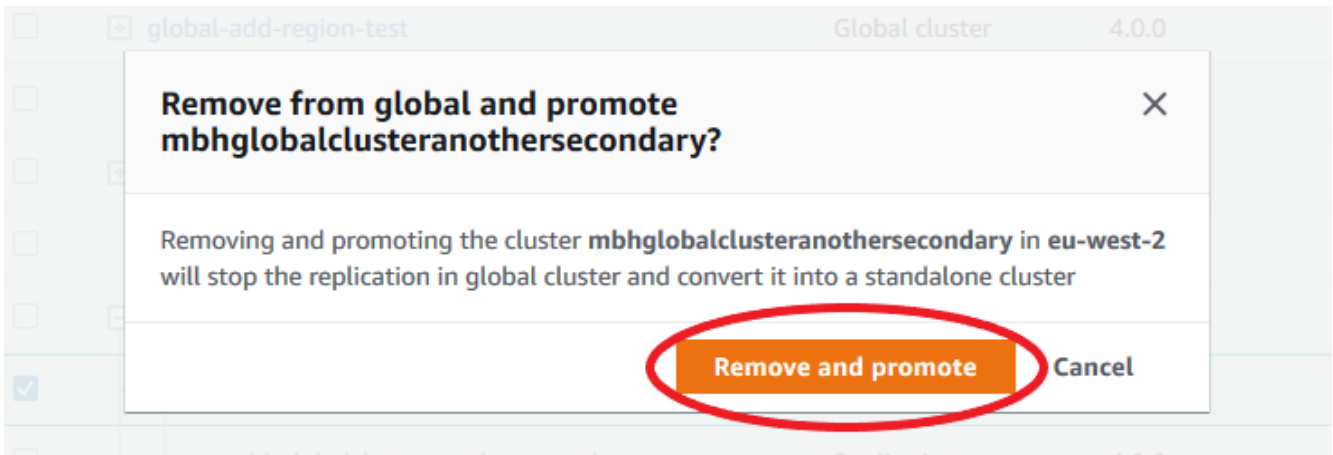 global-add-region-test Global cluster 4.0.0
Remove from global and promote
mbhglobalclusteranothersecondary?
Removing and promoting the cluster mbhglobalclusteranothersecondary in eu-west-2
will stop the replication in global cluster and convert it into a standalone cluster
Remove and promote Cancel